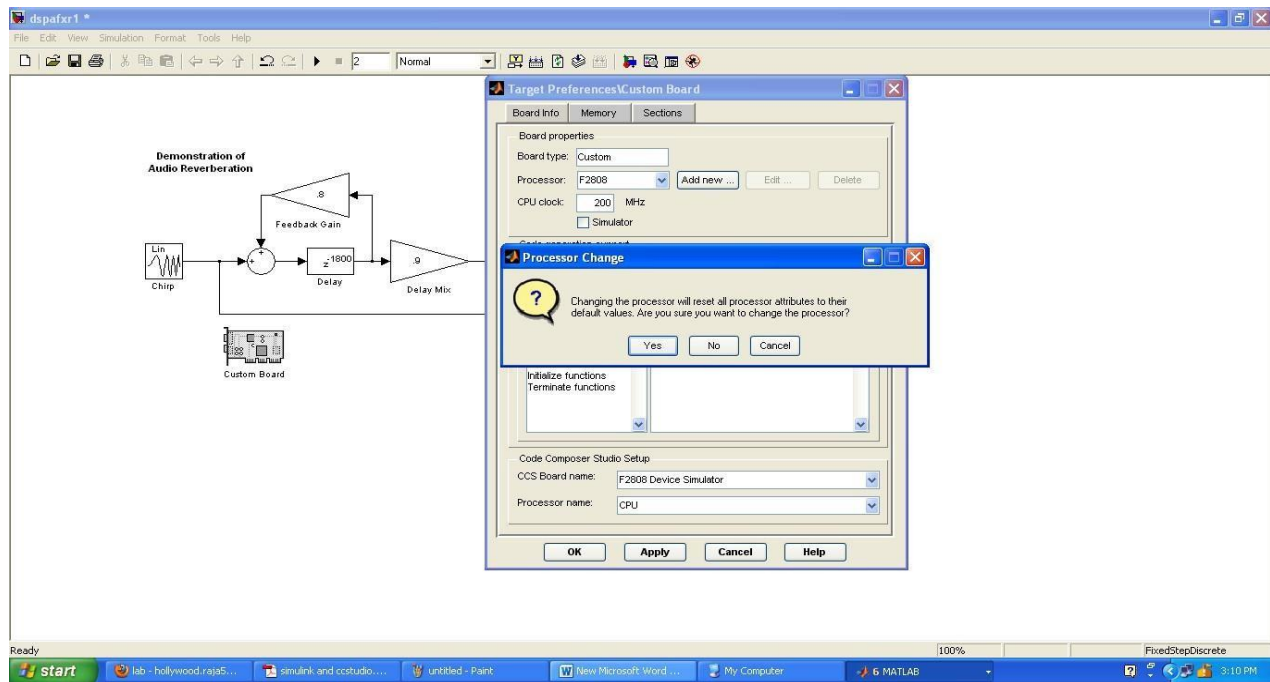 dspafxr1 *
File Edit View Simulation Format Tools Help
2 Normal
Demonstration of
Audio Reverberation
.8
Feedback Gain
Lin
Chirp
+
+
z-1800
Delay
.9
Delay Mix
Custom Board
Target Preferences\Custom Board
Board Info Memory Sections
Board properties
Board type: Custom
Processor: F2808 Add new ... Edit ... Delete
CPU clock: 200 MHz
Simulator
Code generation support
Processor Change
?
Changing the processor will reset all processor attributes to their
default values. Are you sure you want to change the processor?
Yes No Cancel
Initialize functions
Terminate functions
Code Composer Studio Setup
CCS Board name: F2808 Device Simulator
Processor name: CPU
OK Apply Cancel Help
Ready 100% FixedStepDiscrete
start lab - hollywood.raja5... simulink and ccstudio.... untitled - Paint New Microsoft Word ... My Computer 6 MATLAB 3:10 PM